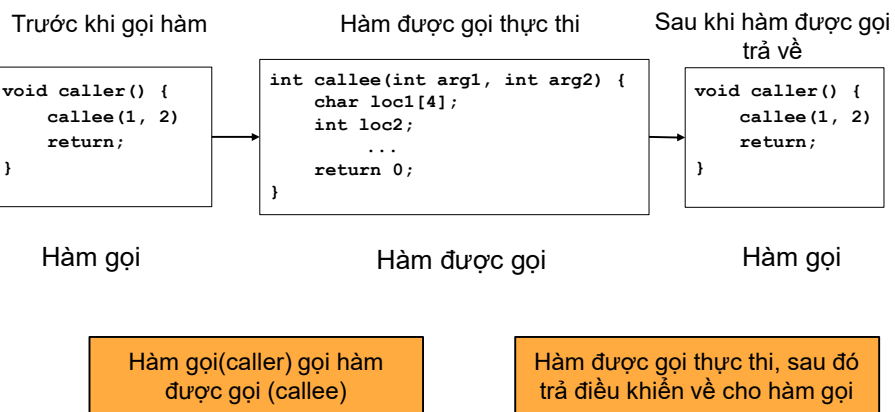 Trước khi gọi hàm
Hàm được gọi thực thi
Sau khi hàm được gọi
trả về
void caller() {
callee(1, 2)
return;
}
int callee(int arg1, int arg2) {
char loc1[4];
int loc2;
...
return 0;
}
void caller() {
callee(1, 2)
return;
}
Hàm gọi
Hàm được gọi
Hàm gọi
Hàm gọi(caller) gọi hàm
được gọi (callee)
Hàm được gọi thực thi, sau đó
trả điều khiển về cho hàm gọi